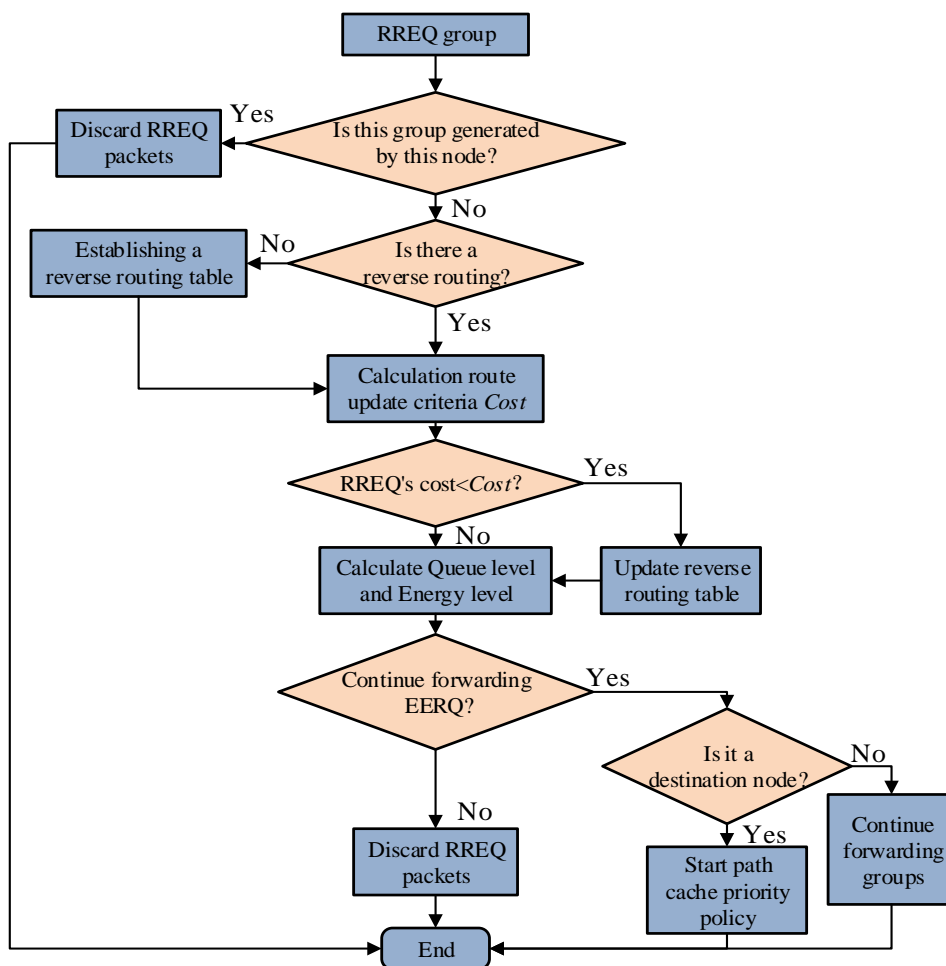 RREQ group
Is this group generated
by this node?
Yes
Discard RREQ
packets
No
Is there a
reverse routing?
No
Establishing a
reverse routing table
Yes
Calculation route
update criteria Cost
RREQ's cost<Cost?
Yes
No
Calculate Queue level
and Energy level
Update reverse
routing table
Continue forwarding
EERQ?
Yes
Is it a
destination node?
No
No
Yes
Discard RREQ
packets
Start path
cache priority
policy
Continue
forwarding
groups
End